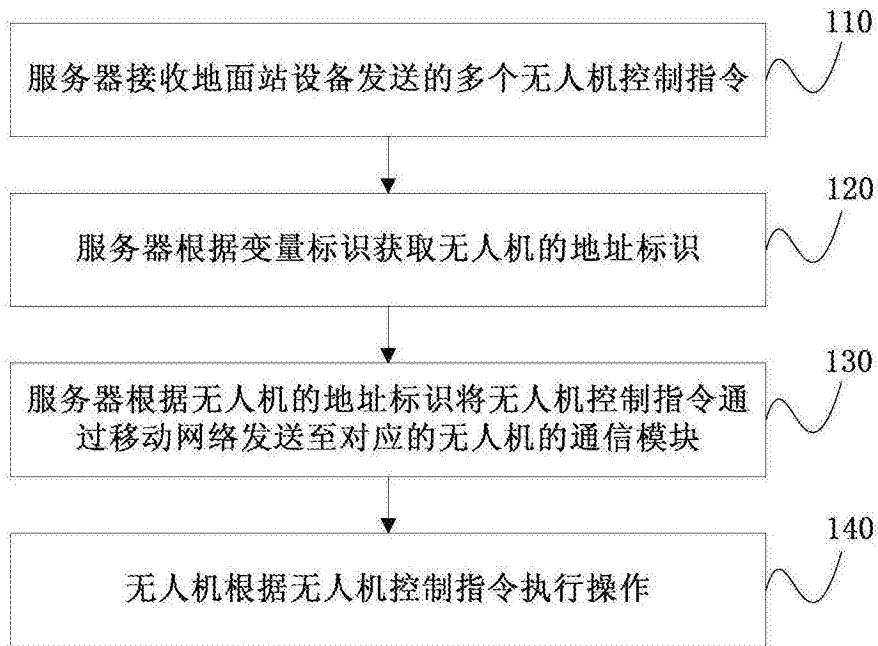 110
服务器接收地面站设备发送的多个无人机控制指令
120
服务器根据变量标识获取无人机的地址标识
130
服务器根据无人机的地址标识将无人机控制指令通
过移动网络发送至对应的无人机的通信模块
140
无人机根据无人机控制指令执行操作